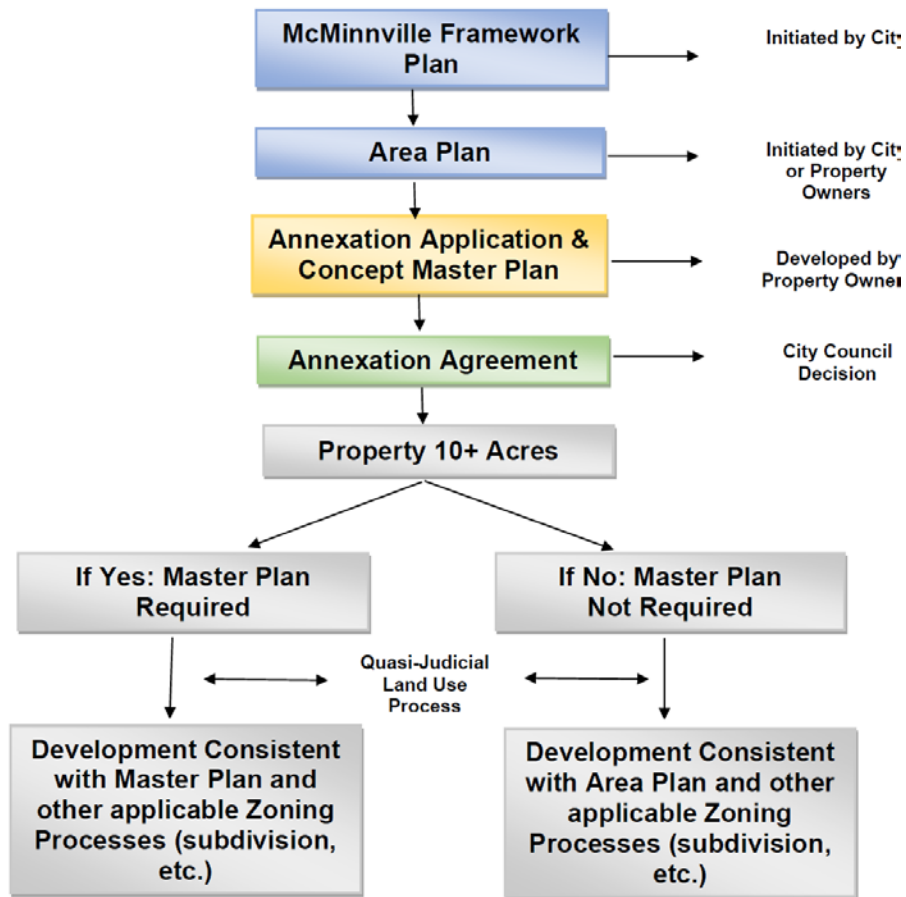 McMinnville Framework
Plan
Initiated by City
Area Plan
Initiated by City
or Property
Owners
Annexation Application &
Concept Master Plan
Developed by
Property Owner
Annexation Agreement
City Council
Decision
Property 10+ Acres
If Yes: Master Plan
Required
If No: Master Plan
Not Required
Quasi-Judicial
Land Use
Process
Development Consistent
with Master Plan and
other applicable Zoning
Processes (subdivision,
etc.)
Development Consistent
with Area Plan and other
applicable Zoning
Processes (subdivision,
etc.)